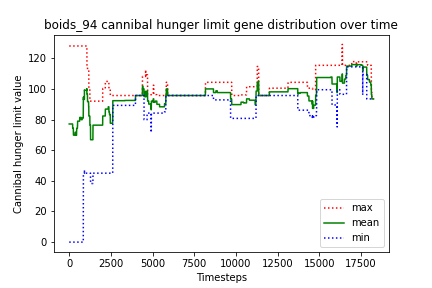 boids_94 cannibal hunger limit gene distribution over time
Cannibal hunger limit value
120
100
80
60
40
20
0
max
mean
min
0
2500
5000
7500
10000
12500
15000
17500
Timesteps